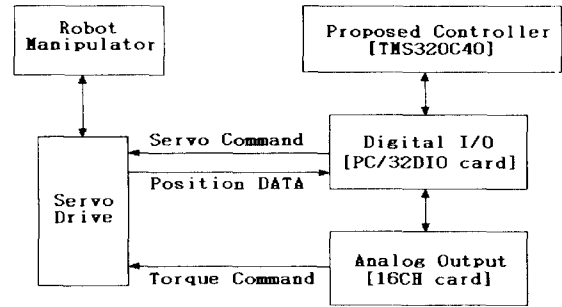 Robot
Manipulator
Proposed Controller
[TMS320C40]
Servo Command
Digital I/O
[PC/32DIO card]
Position DATA
Servo
Drive
Analog Output
[16CH card]
Torque Command